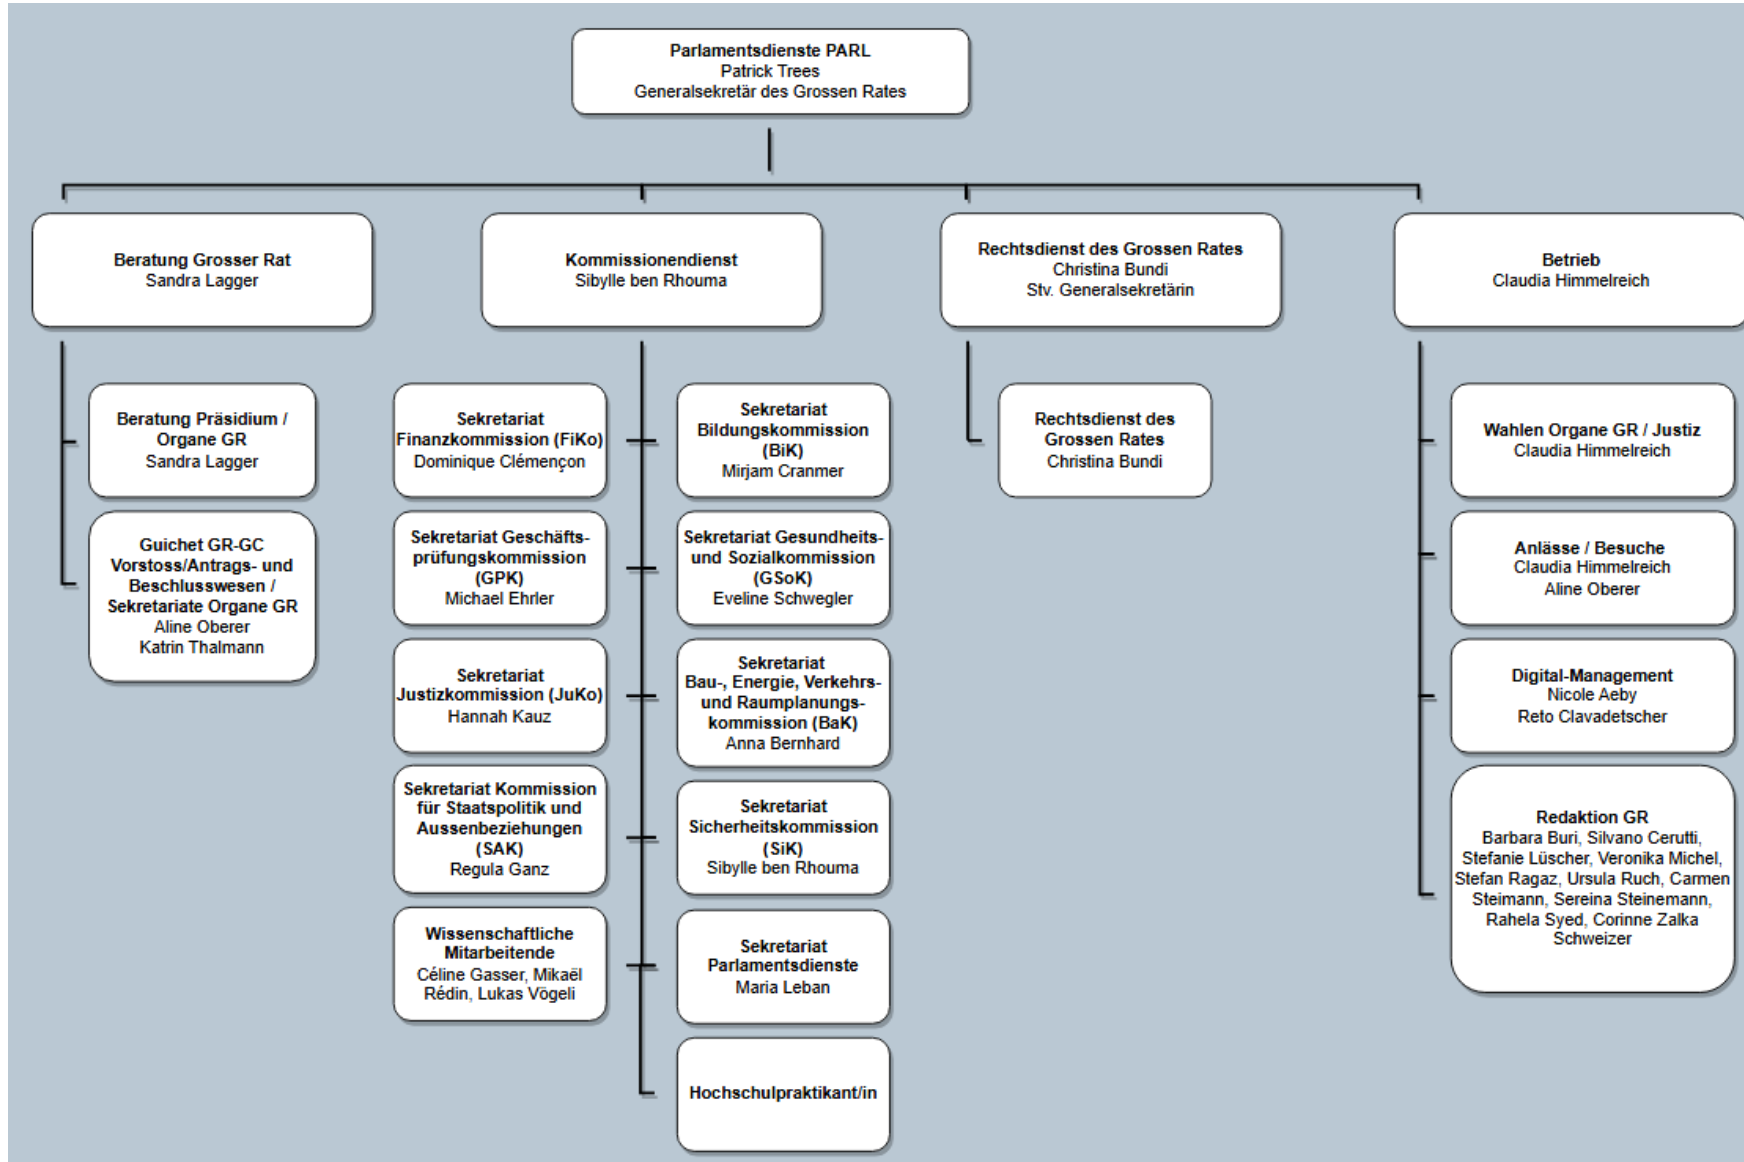 Parlamentsdienste PARL
Patrick Trees
Generalsekretär des Grossen Rates
Beratung Grosser Rat
Sandra Lagger
Kommissionendienst
Sibylle ben Rhouma
Rechtsdienst des Grossen Rates
Christina Bundi
Stv. Generalsekretärin
Betrieb
Claudia Himmelreich
Beratung Präsidium /
Organe GR
Sandra Lagger
Guichet GR-GC
Vorstoss/Antrags- und
Beschlusswesen /
Sekretariate Organe GR
Aline Oberer
Katrin Thalmann
Sekretariat
Finanzkommission (FiKo)
Dominique Clémençon
Sekretariat Geschäfts-
prüfungskommission
(GPK)
Michael Ehrler
Sekretariat
Justizkommission (JuKo)
Hannah Kauz
Sekretariat Kommission
für Staatspolitik und
Aussenbeziehungen
(SAK)
Regula Ganz
Wissenschaftliche
Mitarbeitende
Céline Gasser, Mikaël
Rédin, Lukas Vögeli
Sekretariat
Bildungskommission
(BiK)
Mirjam Cranmer
Sekretariat Gesundheits-
und Sozialkommission
(GSoK)
Eveline Schwegler
Sekretariat
Bau-, Energie, Verkehrs-
und Raumplanungs-
kommission (BaK)
Anna Bernhard
Sekretariat
Sicherheitskommission
(SiK)
Sibylle ben Rhouma
Sekretariat
Parlamentsdienste
Maria Leban
Hochschulpraktikant/in
Rechtsdienst des
Grossen Rates
Christina Bundi
Wahlen Organe GR / Justiz
Claudia Himmelreich
Anlässe / Besuche
Claudia Himmelreich
Aline Oberer
Digital-Management
Nicole Aeby
Reto Clavadetscher
Redaktion GR
Barbara Buri, Silvano Cerutti,
Stefanie Lüscher, Veronika Michel,
Stefan Ragaz, Ursula Ruch, Carmen
Steimann, Sereina Steinemann,
Rahela Syed, Corinne Zalka
Schweizer